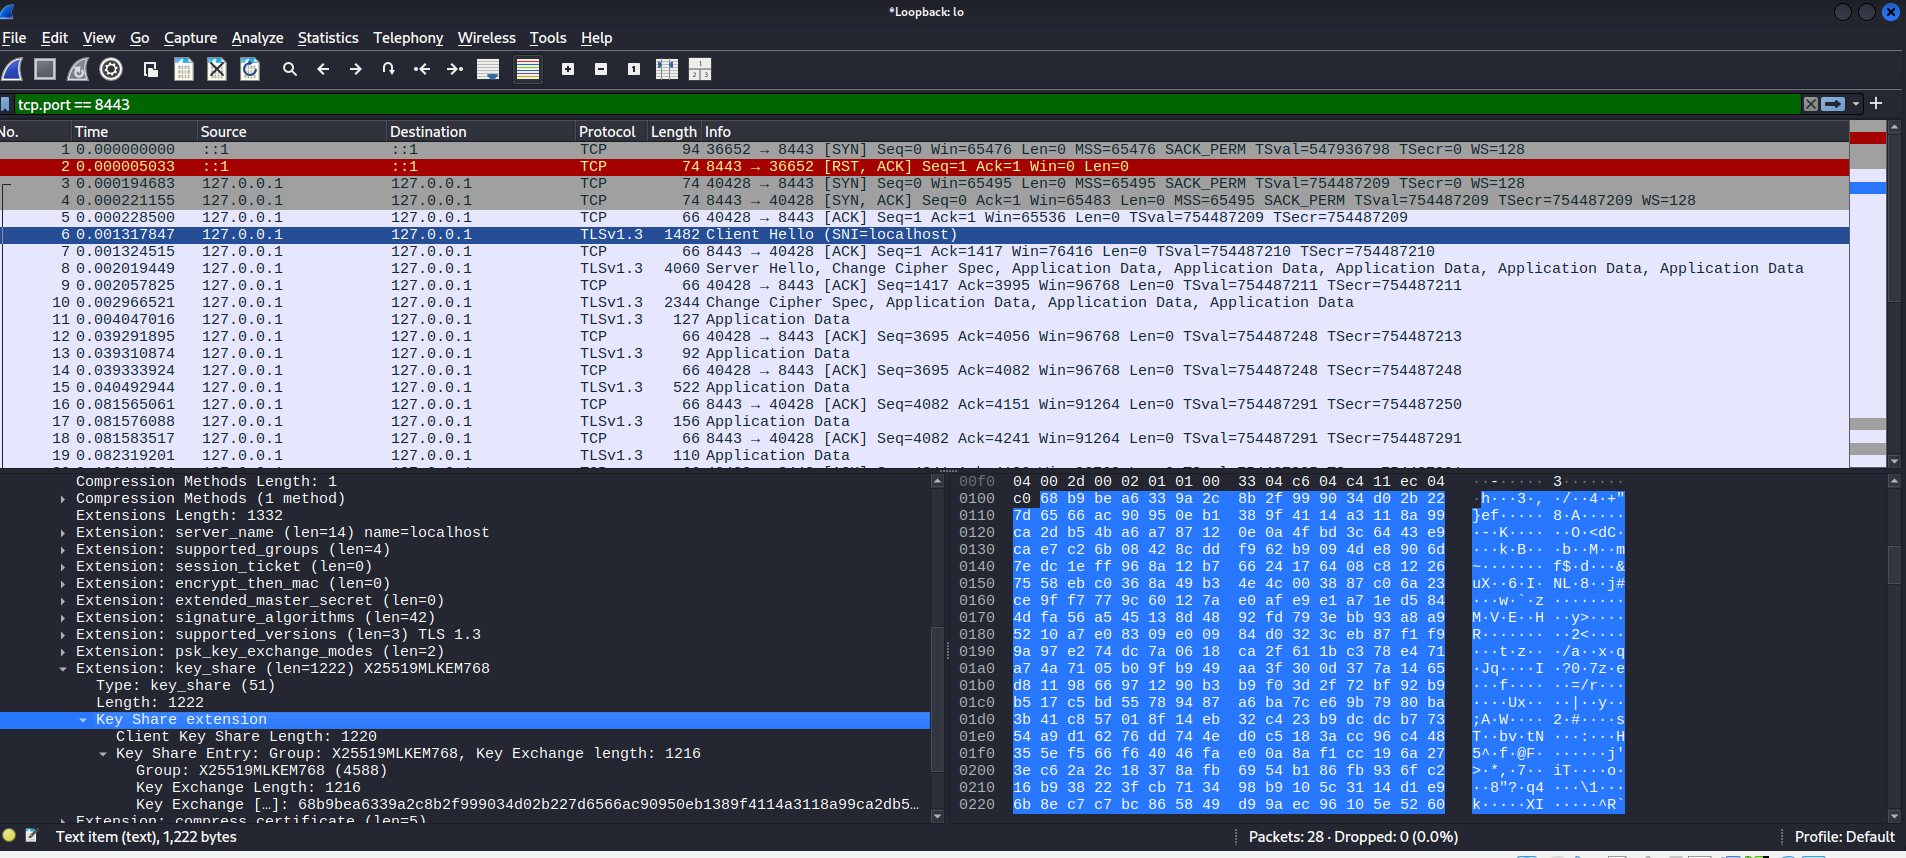 *Loopback: lo
File Edit View Go Capture Analyze Statistics Telephony Wireless Tools Help
tcp.port == 8443
No. Time Source Destination Protocol Length Info
1 0.000000000 ::1 ::1 TCP 94 36652 → 8443 [SYN] Seq=0 Win=65476 Len=0 MSS=65476 SACK_PERM TSval=547936798 TSecr=0 WS=128
2 0.000005033 ::1 ::1 TCP 74 8443 → 36652 [RST, ACK] Seq=1 Ack=1 Win=0 Len=0
3 0.000194683 127.0.0.1 127.0.0.1 TCP 74 40428 → 8443 [SYN] Seq=0 Win=65495 Len=0 MSS=65495 SACK_PERM TSval=754487209 TSecr=0 WS=128
4 0.000221155 127.0.0.1 127.0.0.1 TCP 74 8443 → 40428 [SYN, ACK] Seq=0 Ack=1 Win=65483 Len=0 MSS=65495 SACK_PERM TSval=754487209 TSecr=754487209 WS=128
5 0.000228500 127.0.0.1 127.0.0.1 TCP 66 40428 → 8443 [ACK] Seq=1 Ack=1 Win=65536 Len=0 TSval=754487209 TSecr=754487209
6 0.001317847 127.0.0.1 127.0.0.1 TLSv1.3 1482 Client Hello (SNI=localhost)
7 0.001324515 127.0.0.1 127.0.0.1 TCP 66 8443 → 40428 [ACK] Seq=1 Ack=1417 Win=76416 Len=0 TSval=754487210 TSecr=754487210
8 0.002019449 127.0.0.1 127.0.0.1 TLSv1.3 4060 Server Hello, Change Cipher Spec, Application Data, Application Data, Application Data, Application Data, Application Data
9 0.002057825 127.0.0.1 127.0.0.1 TCP 66 40428 → 8443 [ACK] Seq=1417 Ack=3995 Win=96768 Len=0 TSval=754487211 TSecr=754487211
10 0.002966521 127.0.0.1 127.0.0.1 TLSv1.3 2344 Change Cipher Spec, Application Data, Application Data, Application Data
11 0.004047016 127.0.0.1 127.0.0.1 TLSv1.3 127 Application Data
12 0.039291895 127.0.0.1 127.0.0.1 TCP 66 40428 → 8443 [ACK] Seq=3695 Ack=4056 Win=96768 Len=0 TSval=754487248 TSecr=754487213
13 0.039310874 127.0.0.1 127.0.0.1 TLSv1.3 92 Application Data
14 0.039333924 127.0.0.1 127.0.0.1 TCP 66 40428 → 8443 [ACK] Seq=3695 Ack=4082 Win=96768 Len=0 TSval=754487248 TSecr=754487248
15 0.040492944 127.0.0.1 127.0.0.1 TLSv1.3 522 Application Data
16 0.081565061 127.0.0.1 127.0.0.1 TCP 66 8443 → 40428 [ACK] Seq=4082 Ack=4151 Win=91264 Len=0 TSval=754487291 TSecr=754487250
17 0.081576088 127.0.0.1 127.0.0.1 TLSv1.3 156 Application Data
18 0.081583517 127.0.0.1 127.0.0.1 TCP 66 8443 → 40428 [ACK] Seq=4082 Ack=4241 Win=91264 Len=0 TSval=754487291 TSecr=754487291
19 0.082319201 127.0.0.1 127.0.0.1 TLSv1.3 110 Application Data
Compression Methods Length: 1
Compression Methods (1 method)
Extensions Length: 1332
Extension: server_name (len=14) name=localhost
Extension: supported_groups (len=4)
Extension: session_ticket (len=0)
Extension: encrypt_then_mac (len=0)
Extension: extended_master_secret (len=0)
Extension: signature_algorithms (len=42)
Extension: supported_versions (len=3) TLS 1.3
Extension: psk_key_exchange_modes (len=2)
Extension: key_share (len=1222) X25519MLKEM768
Type: key_share (51)
Length: 1222
Key Share extension
Client Key Share Length: 1220
Key Share Entry: Group: X25519MLKEM768, Key Exchange length: 1216
Group: X25519MLKEM768 (4588)
Key Exchange Length: 1216
Key Exchange […]: 68b9bea6339a2c8b2f999034d02b227d6566ac90950eb1389f4114a3118a99ca2db5…
Extension: compress_certificate (len=5)
00f0 04 00 2d 00 02 01 01 00 33 04 c6 04 c4 11 ec 04 ··-·····3·······
0100 c0 68 b9 be a6 33 9a 2c 8b 2f 99 90 34 d0 2b 22 ·h···3·, ·/··4·+"
0110 7d 65 66 ac 90 95 0e b1 38 9f 41 14 a3 11 8a 99 }ef····· 8·A·····
0120 ca 2d b5 4b a6 a7 87 12 0e 0a 4f bd 3c 64 43 e9 ·-·K···· ··O·<dC·
0130 ca e7 c2 6b 08 42 8c dd f9 62 b9 09 4d e8 90 6d ···k·B·· ·b··M··m
0140 7e dc 1e ff 96 8a 12 b7 66 24 17 64 08 c8 12 26 ~······· f$·d···&
0150 75 58 eb c0 36 8a 49 b3 4e 4c 00 38 87 c0 6a 23 uX··6·I· NL·8··j#
0160 ce 9f f7 77 9c 60 12 7a e0 af e9 e1 a7 1e d5 84 ···w·`·z ········
0170 4d fa 56 a5 45 13 8d 48 92 fd 79 3e bb 93 a8 a9 M·V·E··H ··y>····
0180 52 10 a7 e0 83 09 e0 09 84 d0 32 3c eb 87 f1 f9 R······· ··2<····
0190 9a 97 e2 74 dc 7a 06 18 ca 2f 61 1b c3 78 e4 71 ···t·z·· ·/a··x·q
01a0 a7 4a 71 05 b0 9f b9 49 aa 3f 30 0d 37 7a 14 65 ·Jq····I ·?0·7z·e
01b0 d8 11 98 66 97 12 90 b3 b9 f0 3d 2f 72 bf 92 b9 ···f···· ··=/r···
01c0 b5 17 c5 bd 55 78 94 87 a6 ba 7c e6 9b 79 80 ba ····Ux·· ··|··y··
01d0 3b 41 c8 57 01 8f 14 eb 32 c4 23 b9 dc dc b7 73 ;A·W···· 2·#····s
01e0 54 a9 d1 62 76 dd 74 4e d0 c5 18 3a cc 96 c4 48 T··bv·tN ···:···H
01f0 35 5e f5 66 f6 40 46 fa e0 0a 8a f1 cc 19 6a 27 5^·f·@F· ······j'
0200 3e c6 2a 2c 18 37 8a fb 69 54 b1 86 fb 93 6f c2 >·*,·7·· iT····o·
0210 16 b9 38 22 3f cb 71 34 98 b9 10 5c 31 14 d1 e9 ··8"?·q4 ···\1···
0220 6b 8e c7 c7 bc 86 58 49 d9 9a ec 96 10 5e 52 60 k·····XI ·····^R`
Text item (text), 1,222 bytes
Packets: 28 · Dropped: 0 (0.0%)
Profile: Default